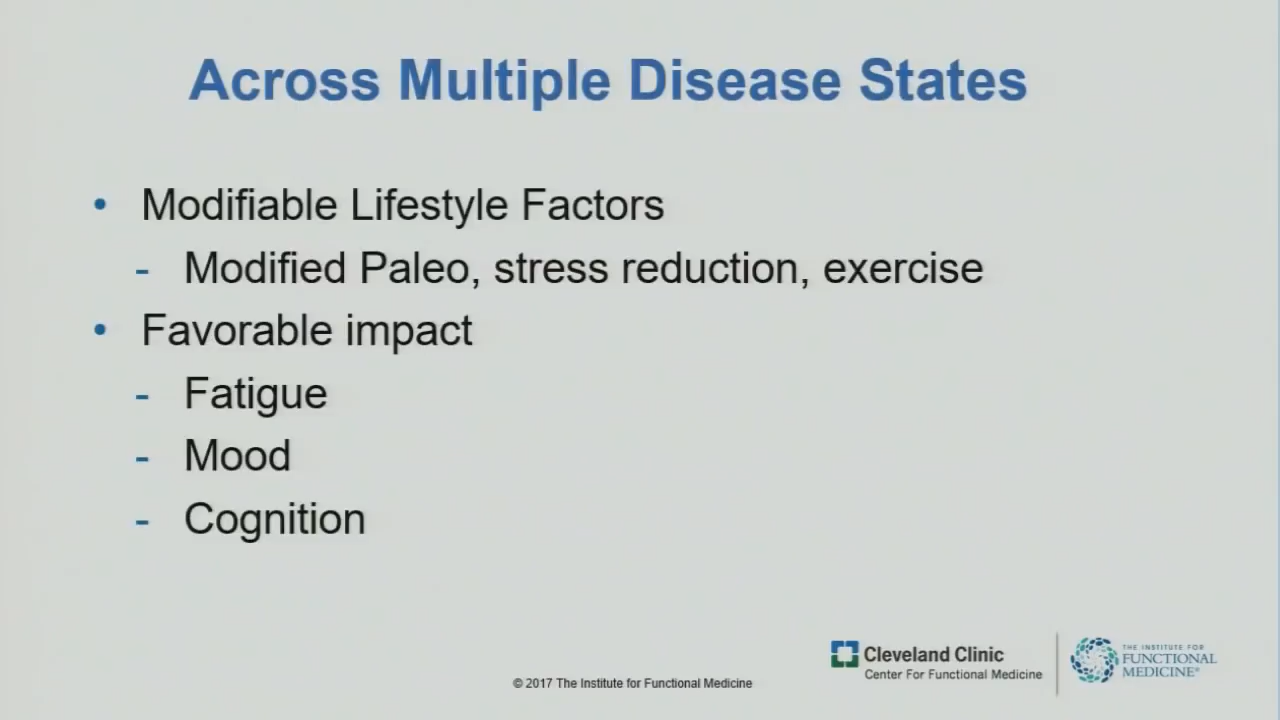 Across Multiple Disease States
• Modifiable Lifestyle Factors
- Modified Paleo, stress reduction, exercise
• Favorable impact
- Fatigue
- Mood
- Cognition
Cleveland Clinic
Center For Functional Medicine
THE INSTITUTE FOR
FUNCTIONAL
MEDICINE®
© 2017 The Institute for Functional Medicine